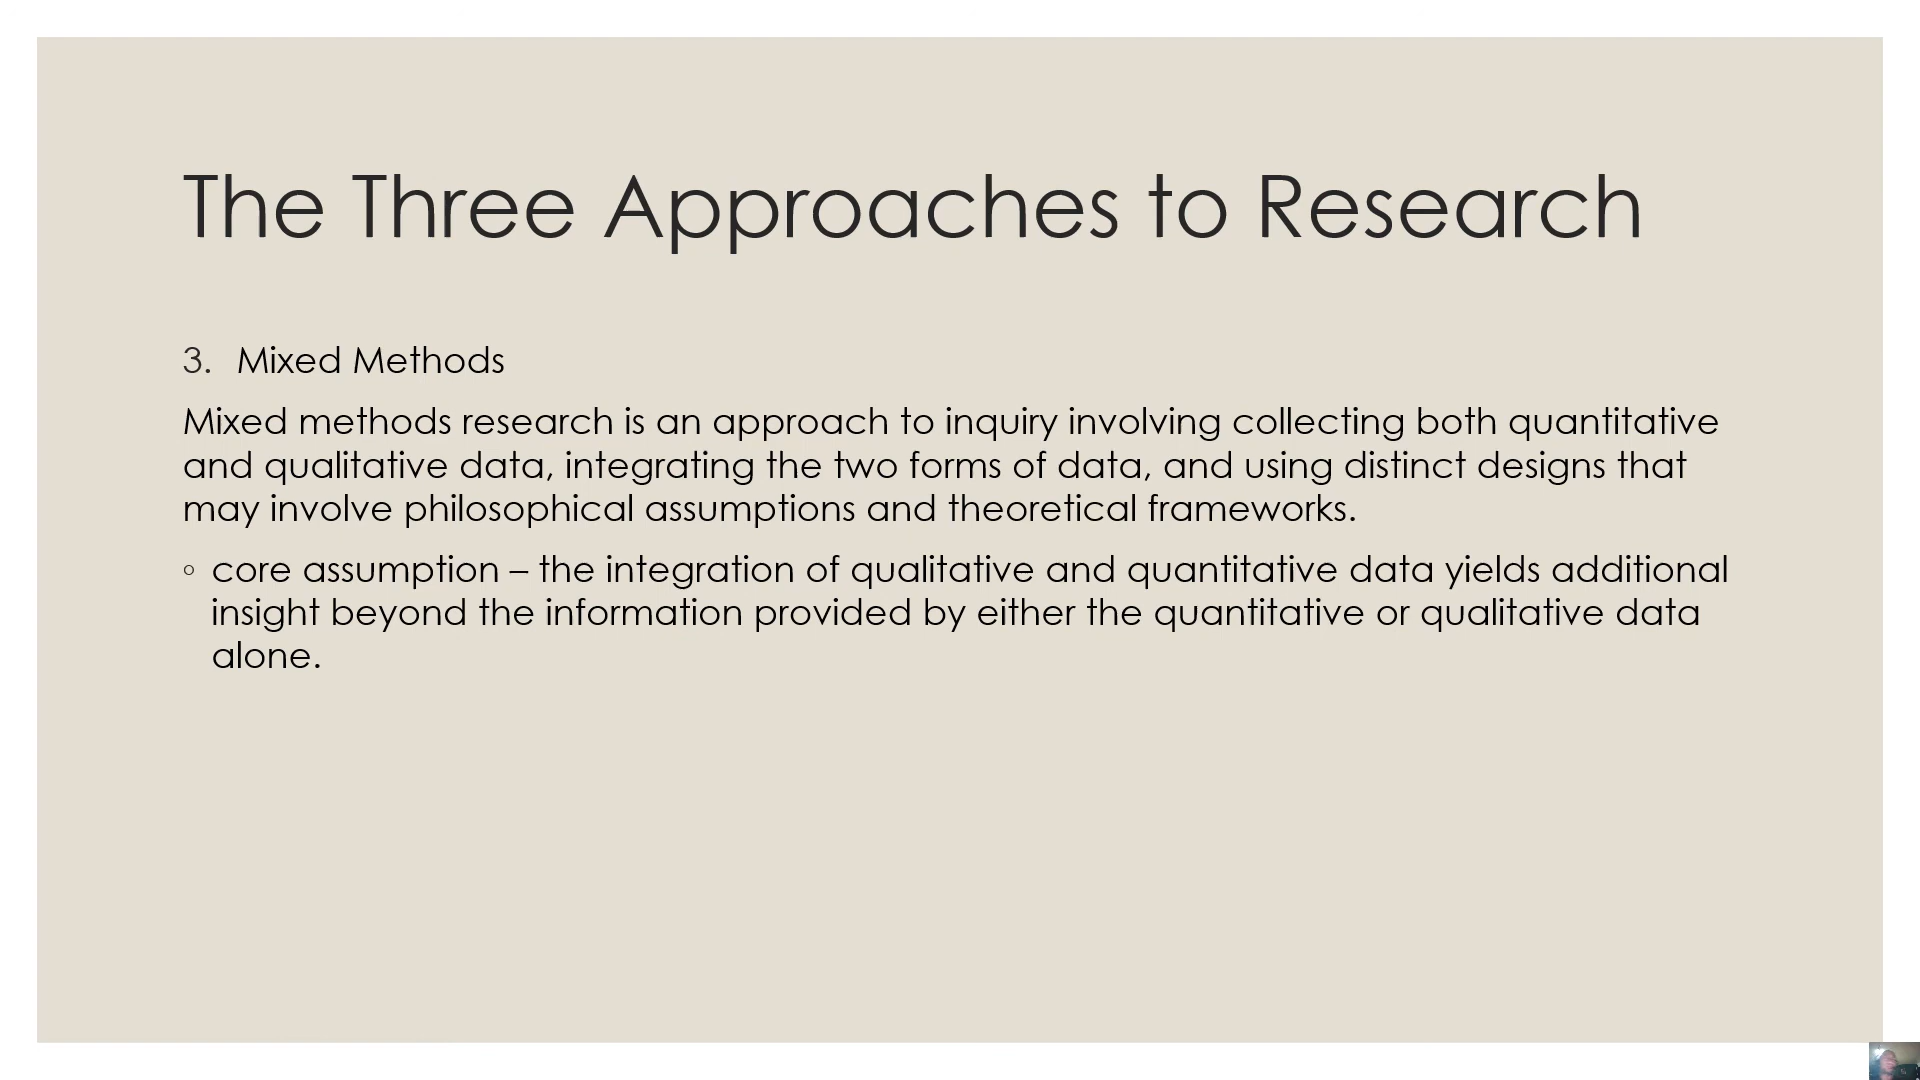 The Three Approaches to Research
3. Mixed Methods
Mixed methods research is an approach to inquiry involving collecting both quantitative
and qualitative data, integrating the two forms of data, and using distinct designs that
may involve philosophical assumptions and theoretical frameworks.
◦ core assumption – the integration of qualitative and quantitative data yields additional
insight beyond the information provided by either the quantitative or qualitative data
alone.